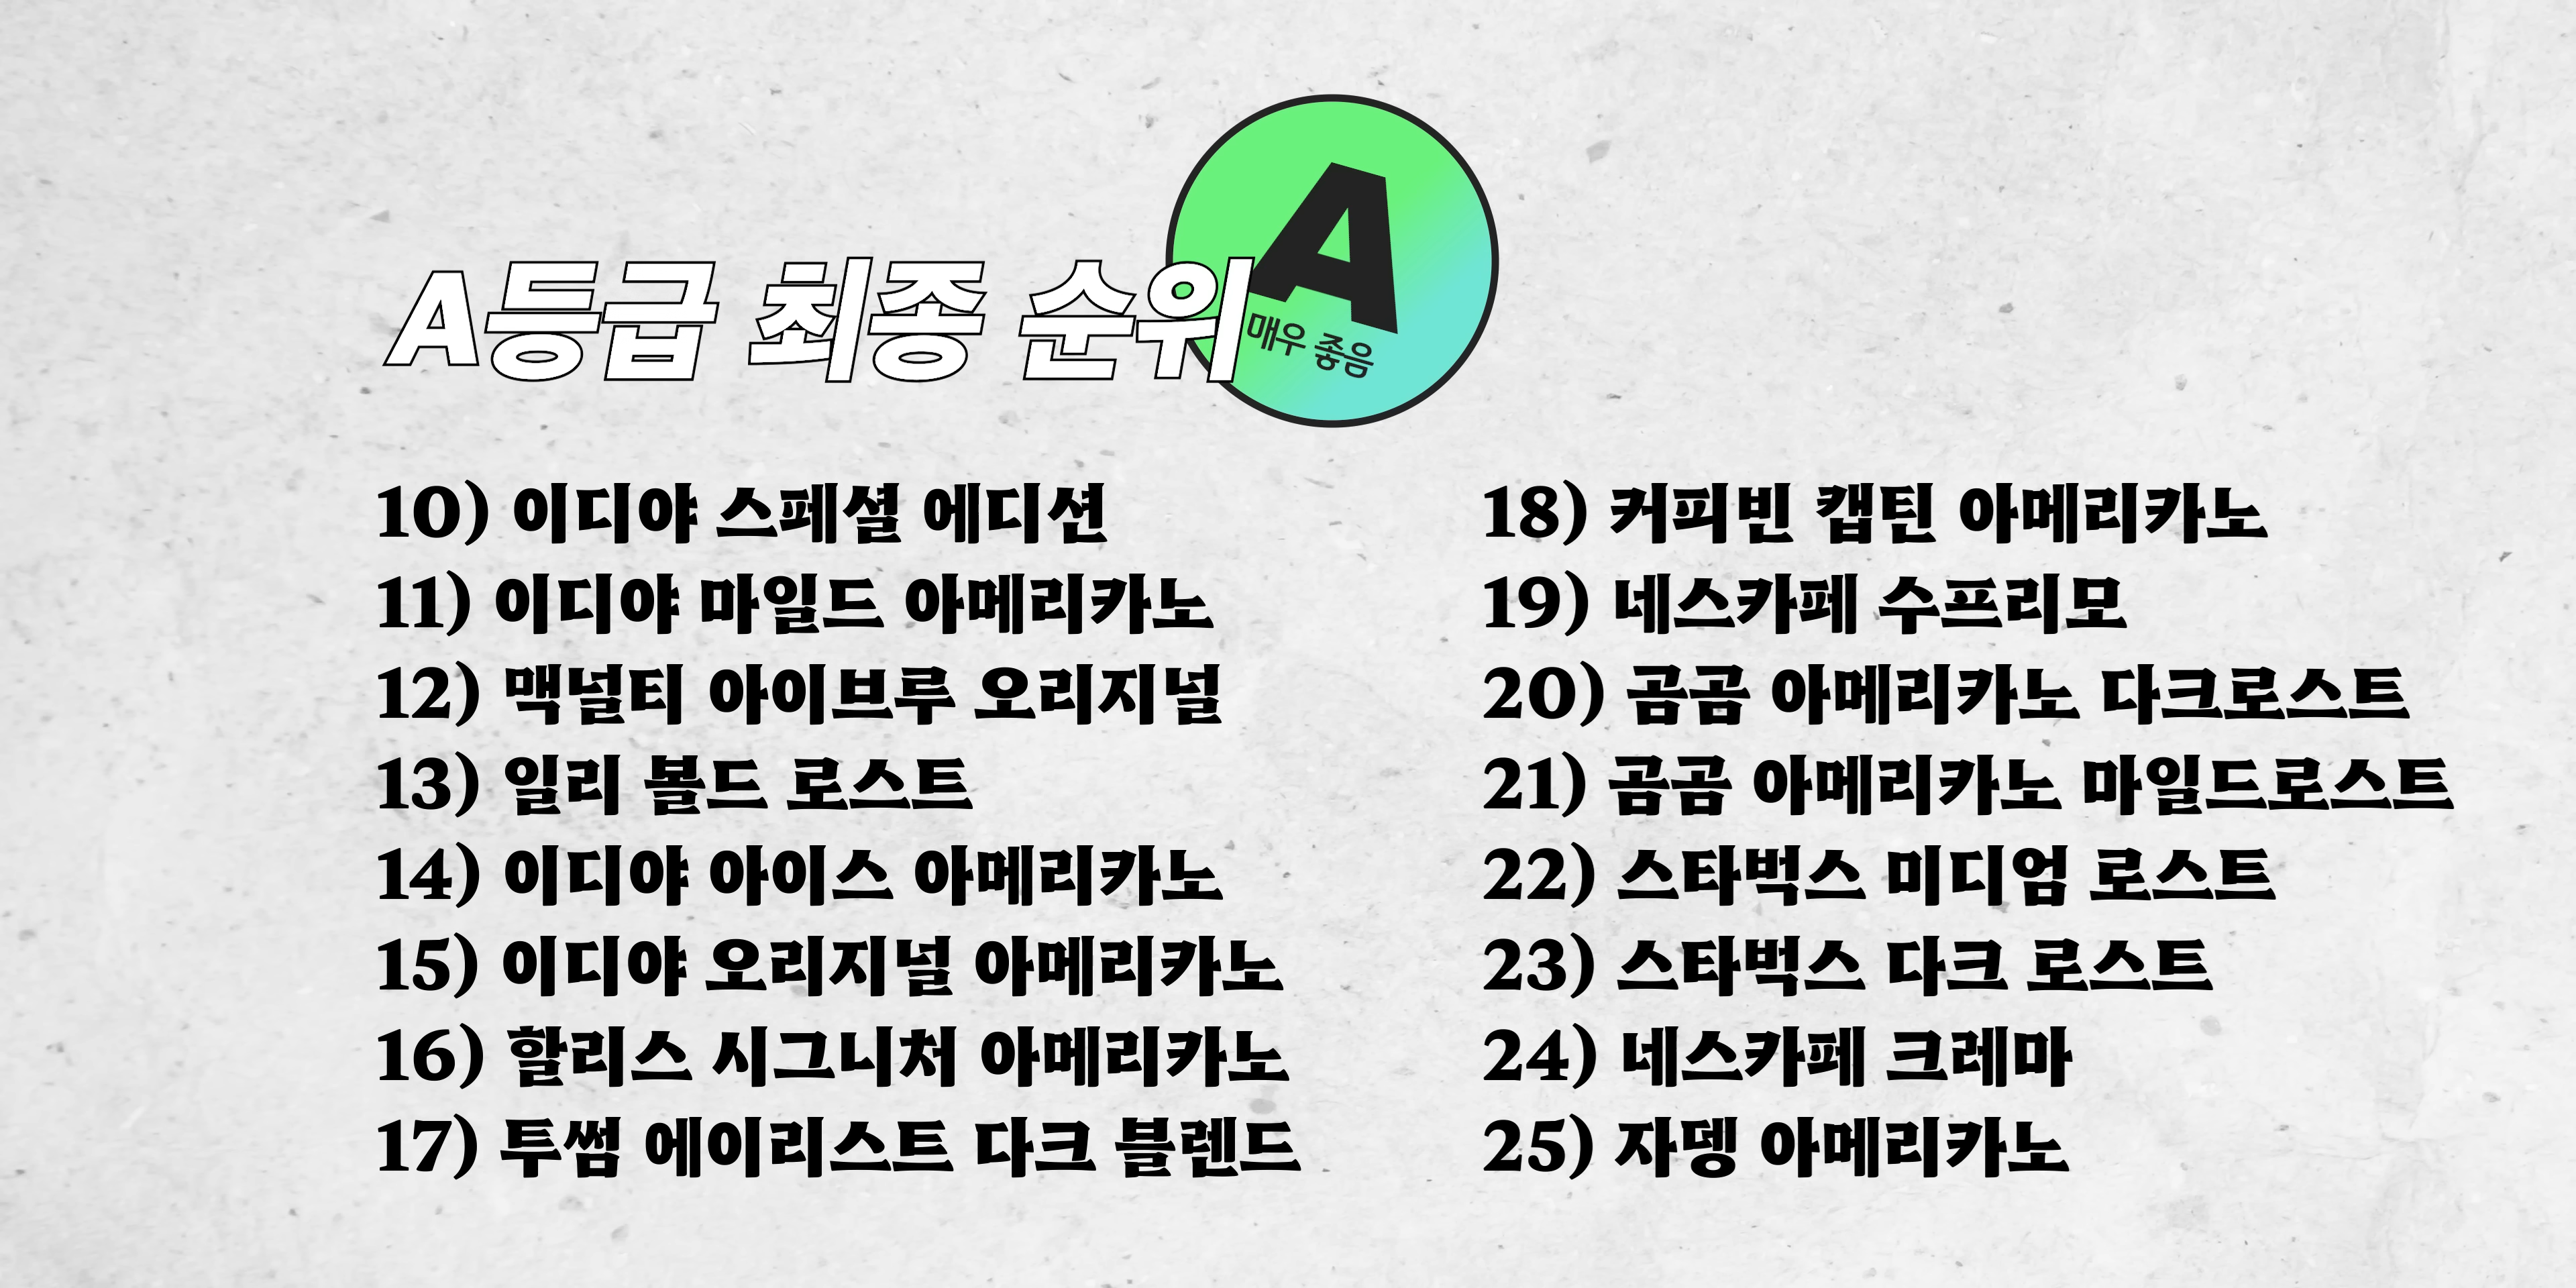 A
매우 좋음
A등급 최종 순위
10) 이디야 스페셜 에디션
11) 이디야 마일드 아메리카노
12) 맥널티 아이브루 오리지널
13) 일리 볼드 로스트
14) 이디야 아이스 아메리카노
15) 이디야 오리지널 아메리카노
16) 할리스 시그니처 아메리카노
17) 투썸 에이리스트 다크 블렌드
18) 커피빈 캡틴 아메리카노
19) 네스카페 수프리모
20) 곰곰 아메리카노 다크로스트
21) 곰곰 아메리카노 마일드로스트
22) 스타벅스 미디엄 로스트
23) 스타벅스 다크 로스트
24) 네스카페 크레마
25) 자뎅 아메리카노